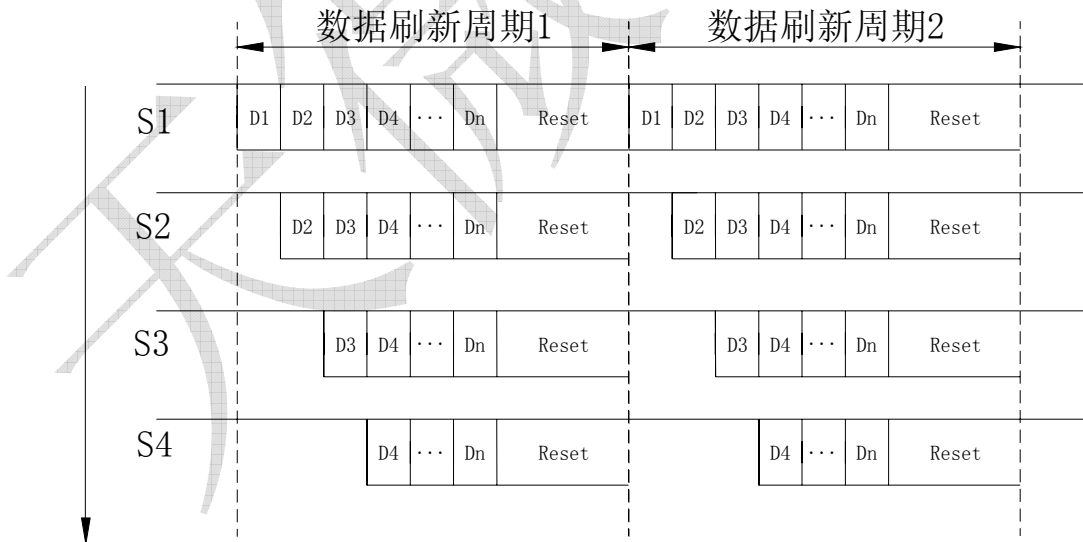 数据刷新周期1 数据刷新周期2
S1 D1 D2 D3 D4 ··· Dn Reset D1 D2 D3 D4 ··· Dn Reset
S2 D2 D3 D4 ··· Dn Reset D2 D3 D4 ··· Dn Reset
S3 D3 D4 ··· Dn Reset D3 D4 ··· Dn Reset
S4 D4 ··· Dn Reset D4 ··· Dn Reset